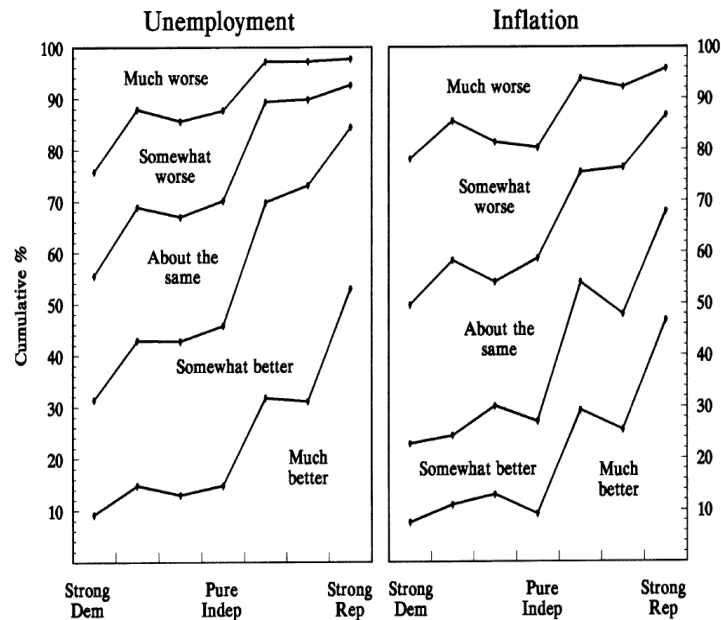 Unemployment
Inflation
Cumulative %
100
90
80
70
60
50
40
30
20
10
Much worse
Somewhat
worse
About the
same
Somewhat better
Much
better
Strong
Dem
Pure
Indep
Strong
Rep
Much worse
Somewhat
worse
About the
same
Somewhat better
Much
better
100
90
80
70
60
50
40
30
20
10
Strong
Dem
Pure
Indep
Strong
Rep